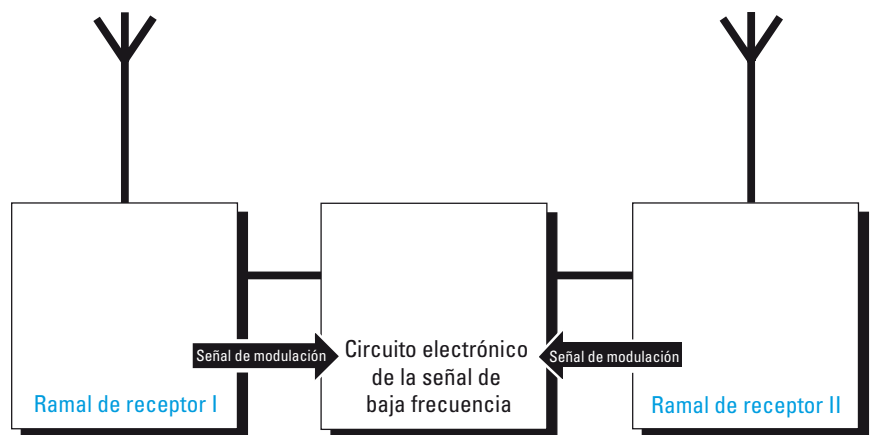 Señal de modulación
Circuito electrónico
de la señal de
baja frecuencia
Señal de modulación
Ramal de receptor I
Ramal de receptor II